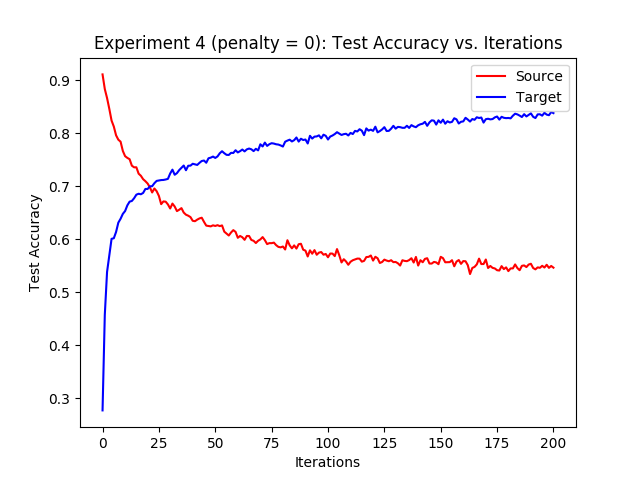 Experiment 4 (penalty = 0): Test Accuracy vs. Iterations
Source
Target
Test Accuracy
0.9
0.8
0.7
0.6
0.5
0.4
0.3
0 25 50 75 100 125 150 175 200
Iterations